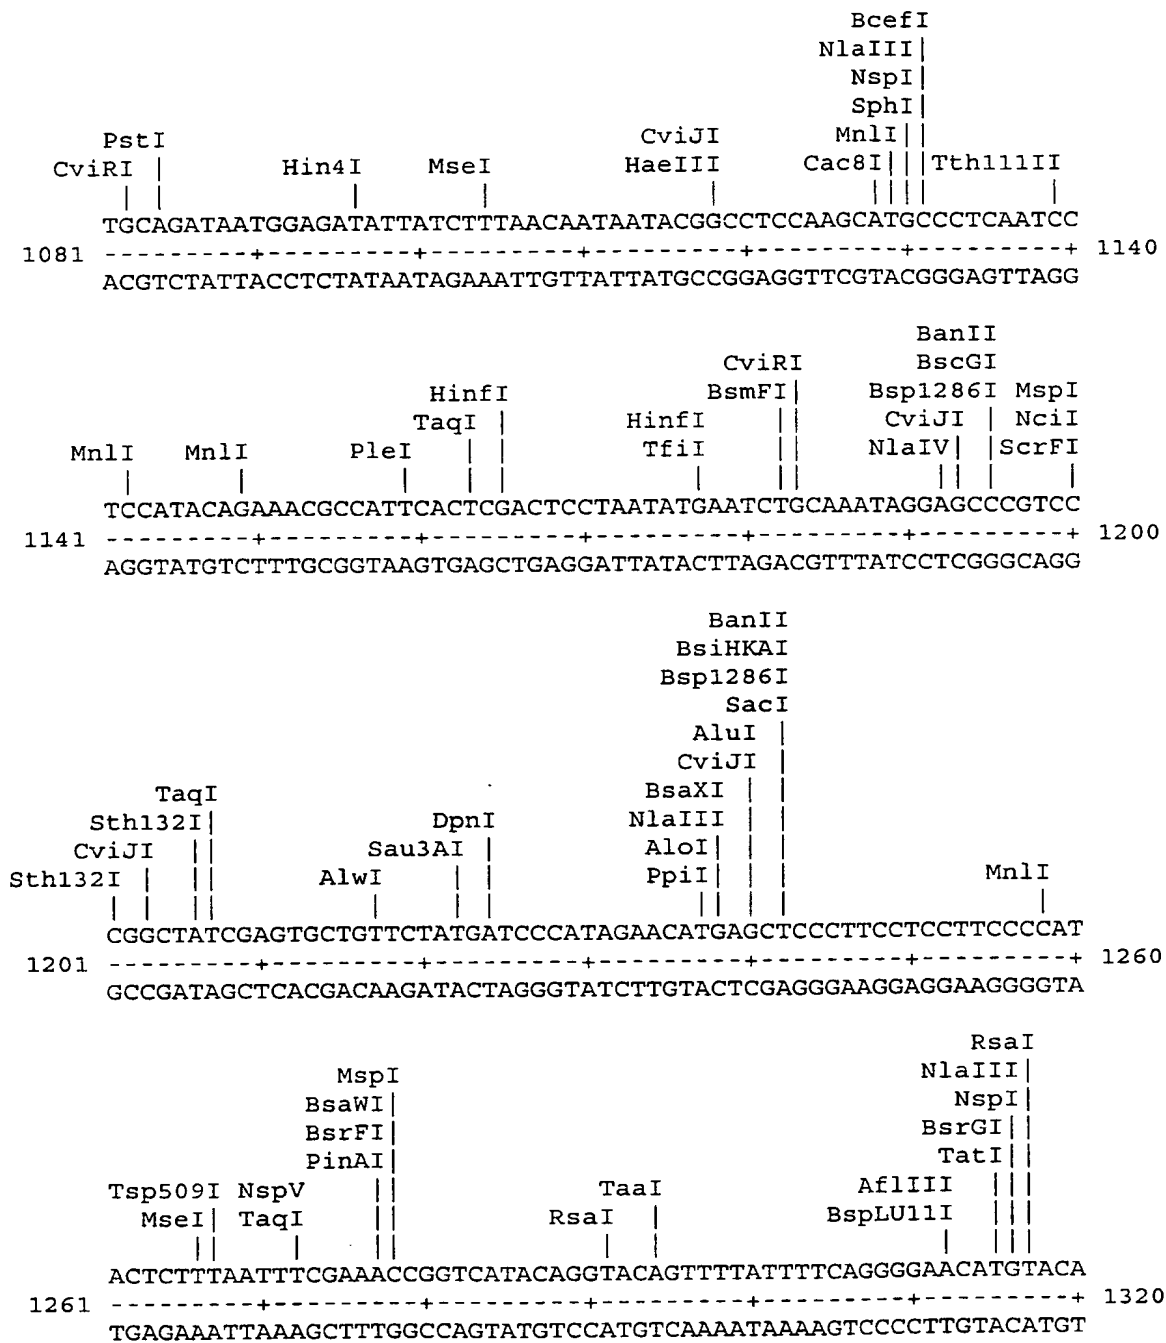 BcefI
NlaIII|
NspI|
SphI|
PstI CviJI MnlI||
CviRI | Hin4I MseI HaeIII Cac8I||| Tth111II
| | | | | |||| |
TGCAGATAATGGAGATATTATCTTTAACAATAATACGGCCTCCAAGCATGCCCTCAATCC
1081 ---------+---------+---------+---------+---------+---------+ 1140
ACGTCTATTACCTCTATAATAGAAATTGTTATTATGCCGGAGGTTCGTACGGGAGTTAGG
BanII
CviRI BscGI
HinfI BsmFI| Bsp1286I MspI
TaqI | HinfI || CviJI | NciI
MnlI MnlI PleI | | TfiI || NlaIV| | ScrFI
| | | | | | || || | |
TCCATACAGAAACGCCATTCACTCGACTCCTAATATGAATCTGCAAATAGGAGCCCGTCC
1141 ---------+---------+---------+---------+---------+---------+ 1200
AGGTATGTCTTTGCGGTAAGTGAGCTGAGGATTATACTTAGACGTTTATCCTCGGGCAGG
BanII
BsiHKAI
Bsp1286I
SacI
AluI |
CviJI |
TaqI BsaXI | |
Sth132I| DpnI NlaIII | |
CviJI || Sau3AI | AloI| | |
Sth132I | || AlwI | | PpiI| | | MnlI
| | || | | | || | | |
CGGCTATCGAGTGCTGTTCTATGATCCCATAGAACATGAGCTCCCTTCCTCCTTCCCCAT
1201 ---------+---------+---------+---------+---------+---------+ 1260
GCCGATAGCTCACGACAAGATACTAGGGTATCTTGTACTCGAGGGAAGGAGGAAGGGGTA
RsaI
MspI NlaIII|
BsaWI| NspI|
BsrFI| BsrGI||
PinAI| TatI||
Tsp509I NspV || TaaI AflIII |||
MseI| TaqI || RsaI | BspLU11I |||
|| | || | | | |||
ACTCTTTAATTTCGAAACCGGTCATACAGGTACAGTTTTATTTTCAGGGGAACATGTACA
1261 ---------+---------+---------+---------+---------+---------+ 1320
TGAGAAATTAAAGCTTTGGCCAGTATGTCCATGTCAAAATAAAAGTCCCCTTGTACATGT